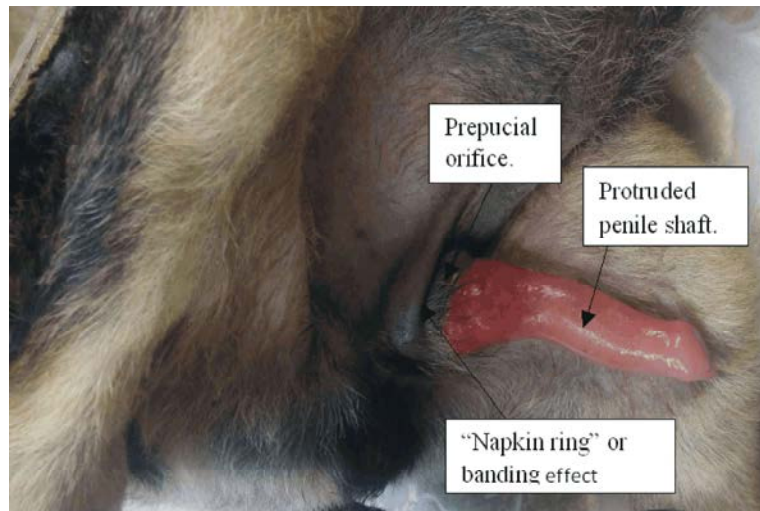 Prepucial
orifice.
Protruded
penile shaft.
“Napkin ring” or
banding effect